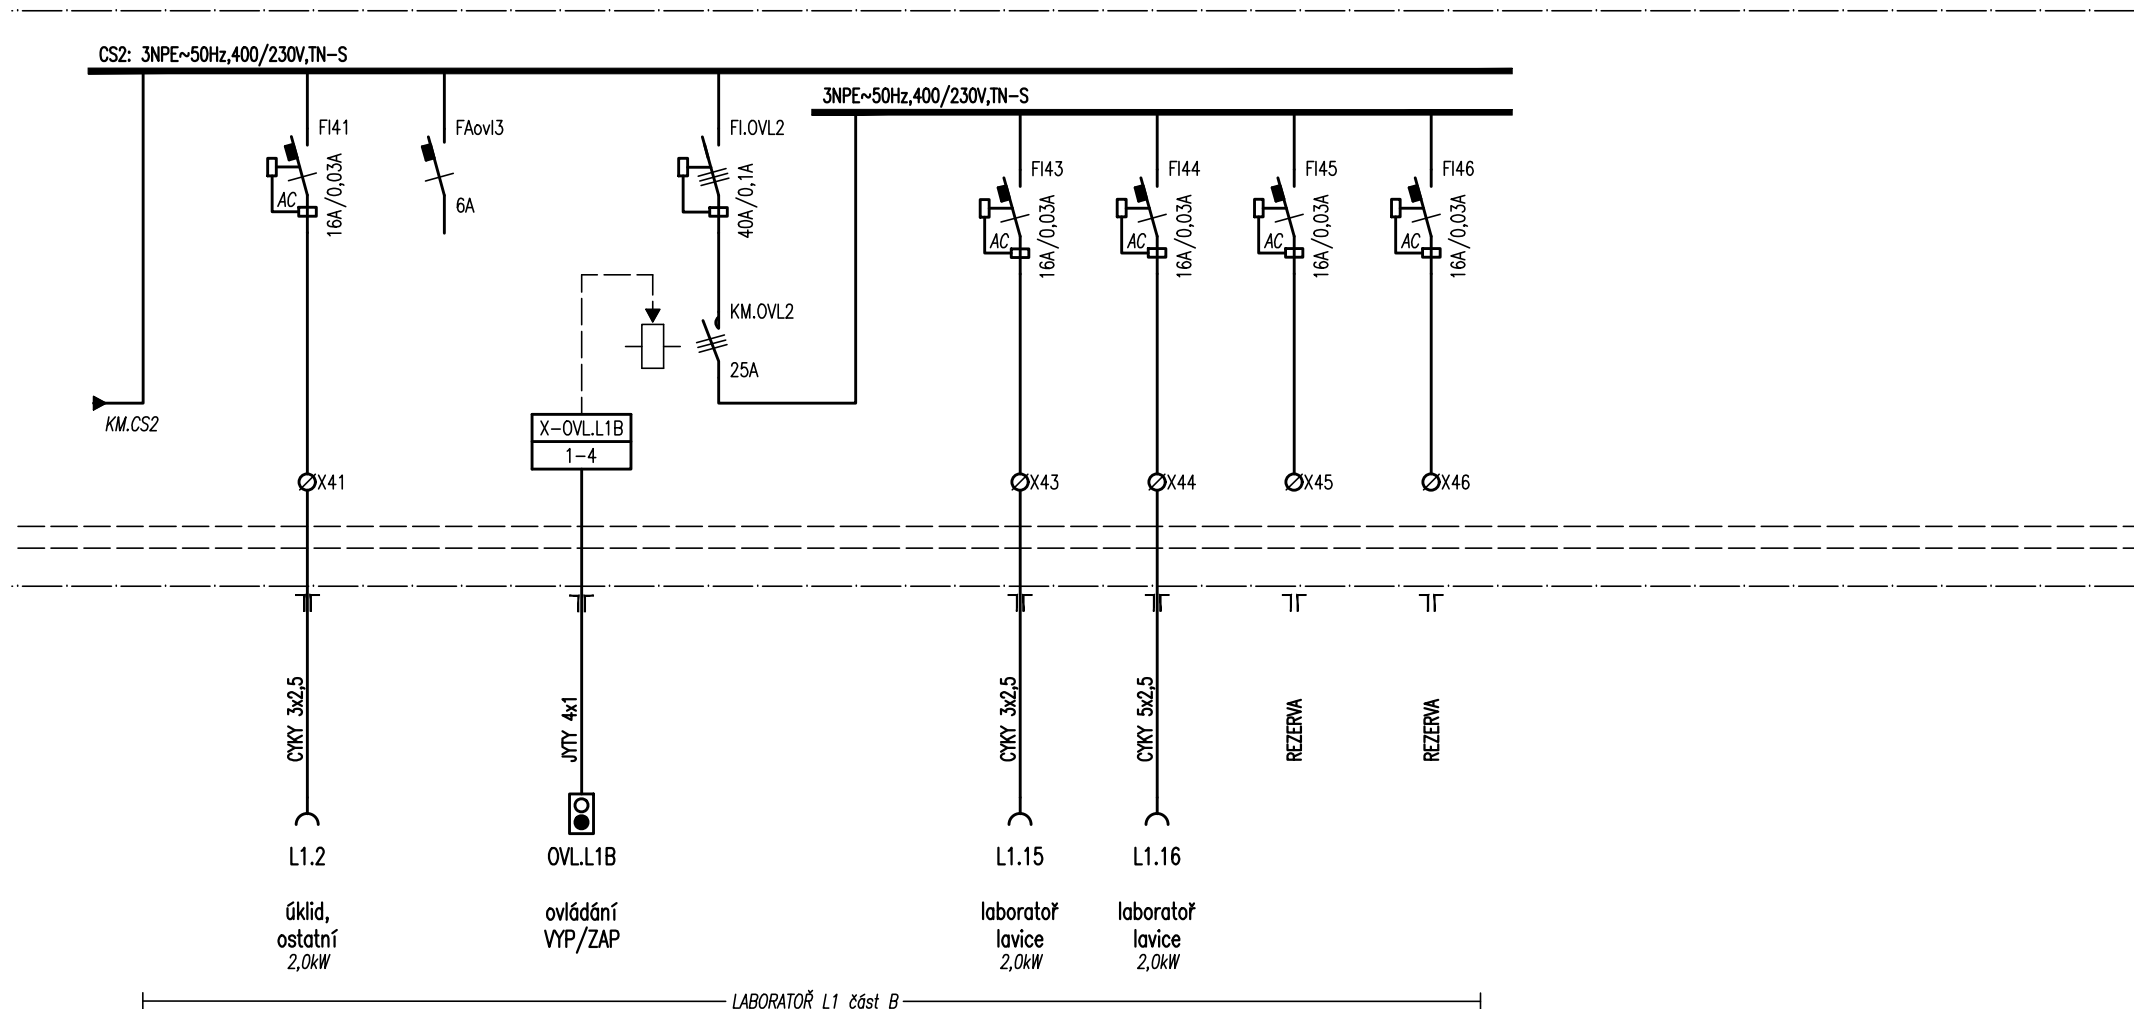 CS2: 3NPE~50Hz,400/230V,TN-S
3NPE~50Hz,400/230V,TN-S
FI41
16A/0,03A
AC
FAovl3
6A
FI.OVL2
40A/0,1A
KM.OVL2
25A
FI43
16A/0,03A
AC
FI44
16A/0,03A
AC
FI45
16A/0,03A
AC
FI46
16A/0,03A
AC
KM.CS2
X-OVL.L1B
1-4
X41
X43
X44
X45
X46
CYKY 3x2,5
JYTY 4x1
CYKY 3x2,5
CYKY 5x2,5
REZERVA
REZERVA
L1.2
úklid,
ostatní
2,0kW
OVL.L1B
ovládání
VYP/ZAP
L1.15
laboratoř
lavice
2,0kW
L1.16
laboratoř
lavice
2,0kW
LABORATOŘ L1 část B